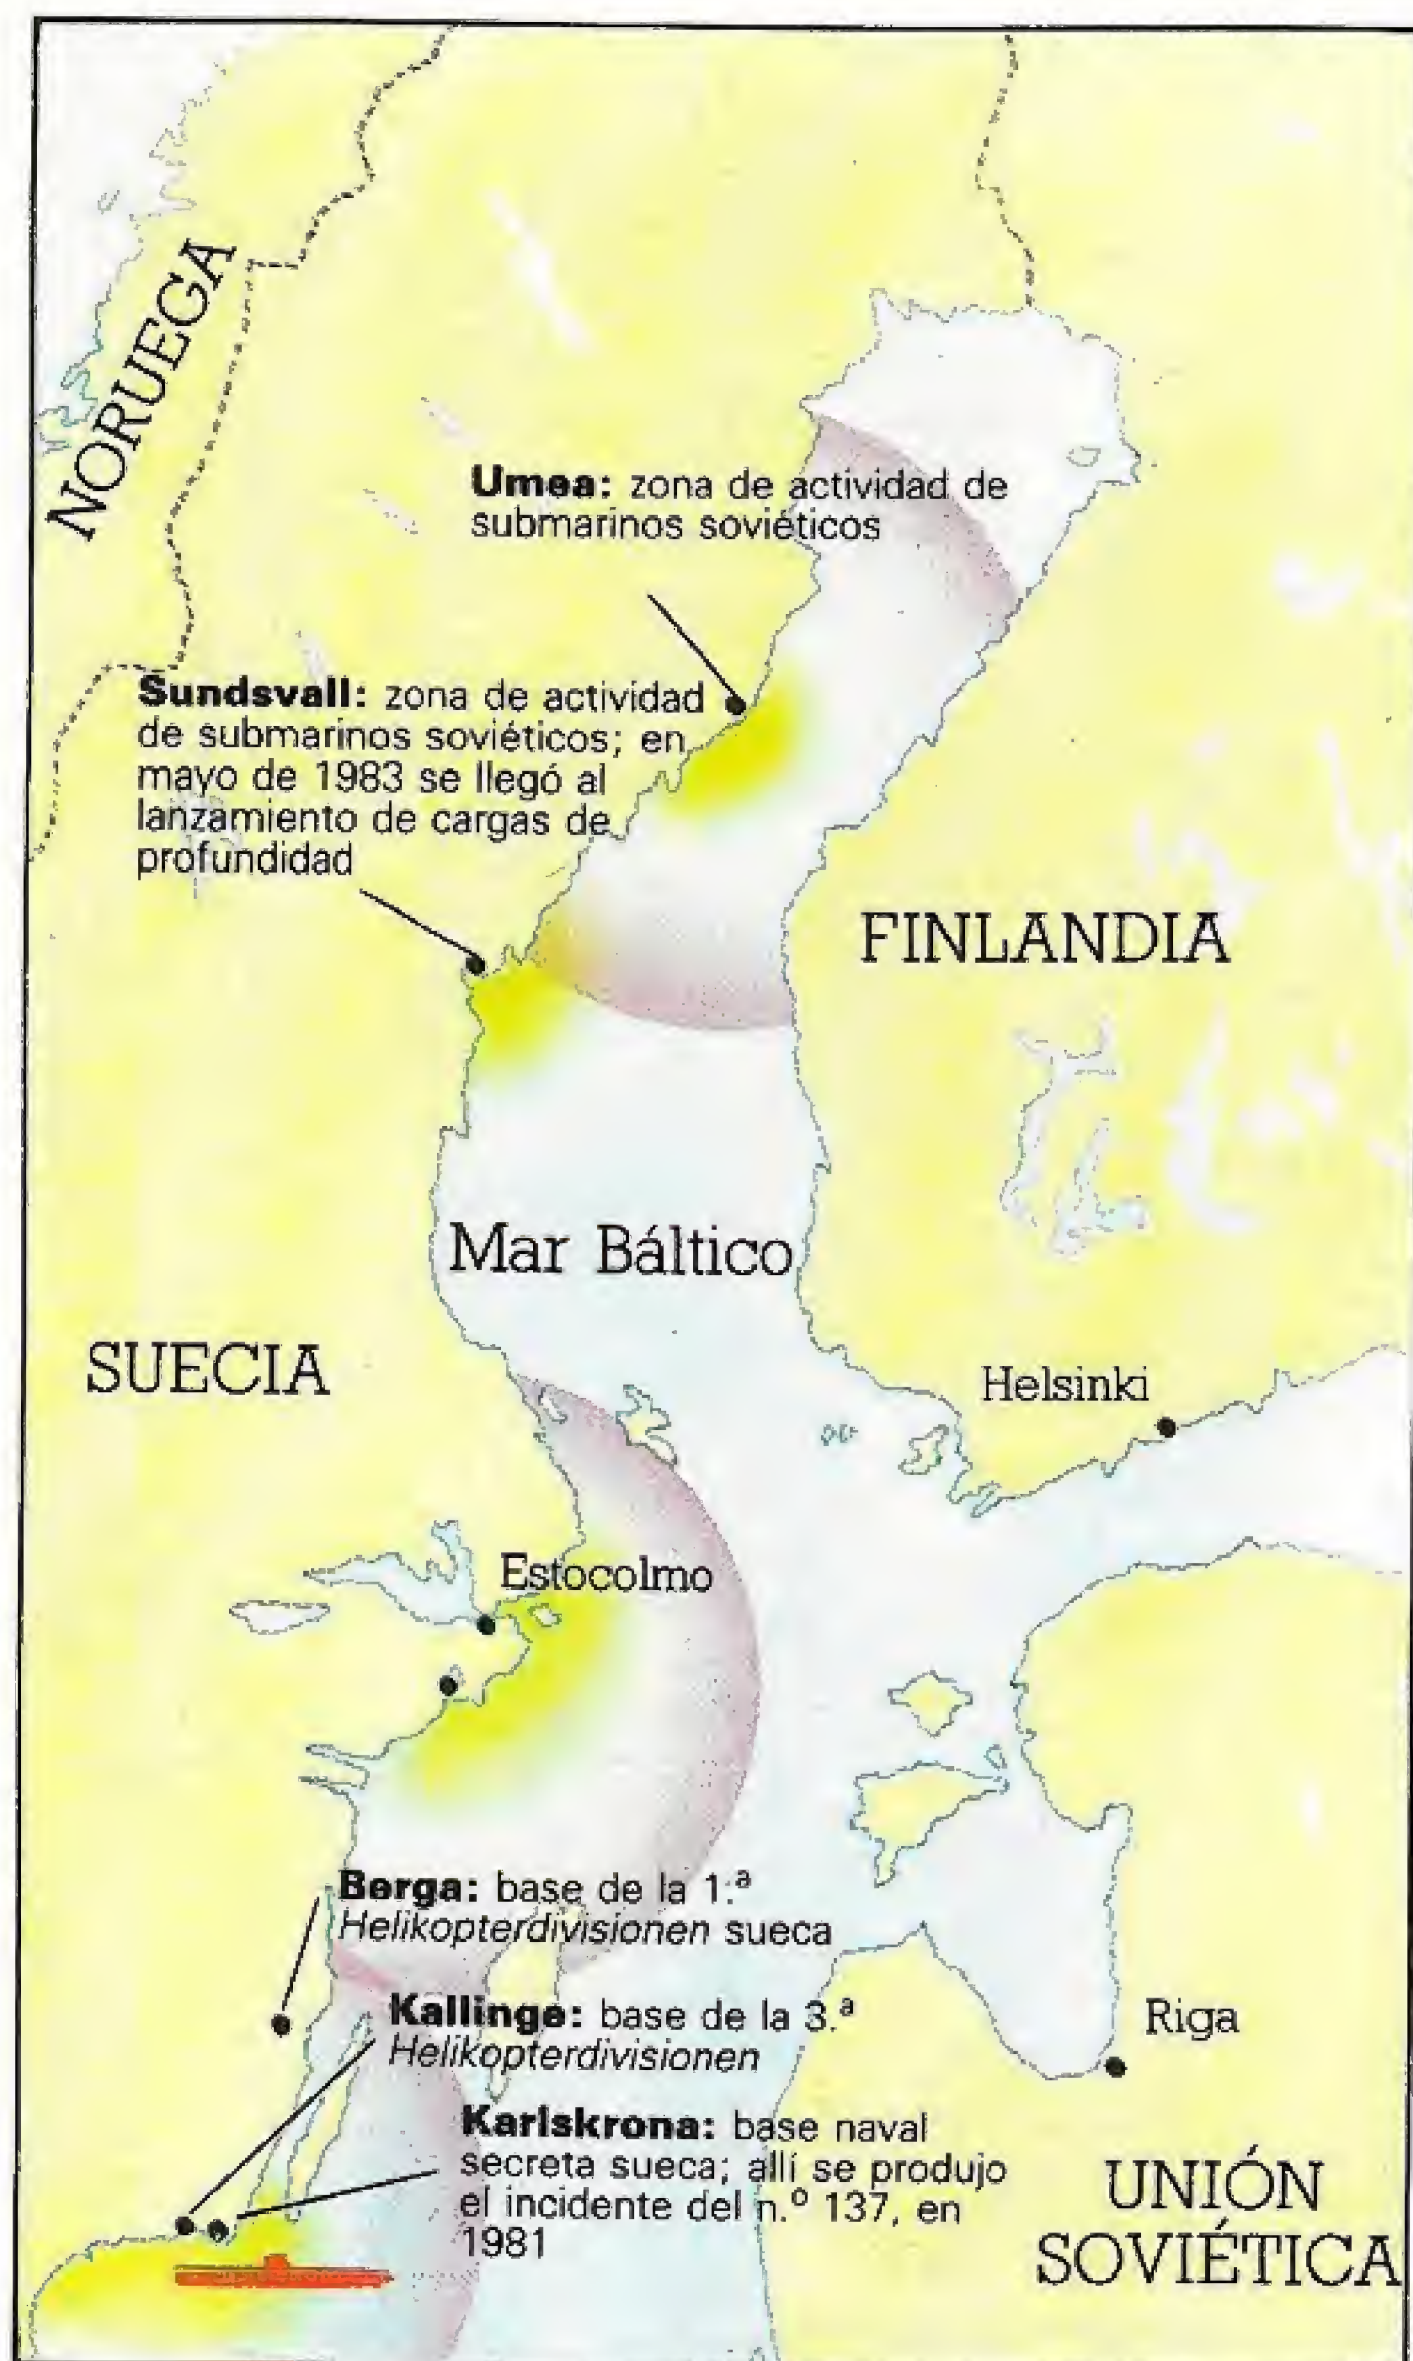 NORUEGA
Umea: zona de actividad de
submarinos soviéticos
Sundsvall: zona de actividad
de submarinos soviéticos; en
mayo de 1983 se llegó al
lanzamiento de cargas de
profundidad
FINLANDIA
Mar Báltico
SUECIA
Helsinki
Estocolmo
Berga: base de la 1.ª
Helikopterdivisionen sueca
Kallinge: base de la 3.ª
Helikopterdivisionen
Riga
Karlskrona: base naval
secreta sueca; allí se produjo
el incidente del n.º 137, en
1981
UNIÓN
SOVIÉTICA